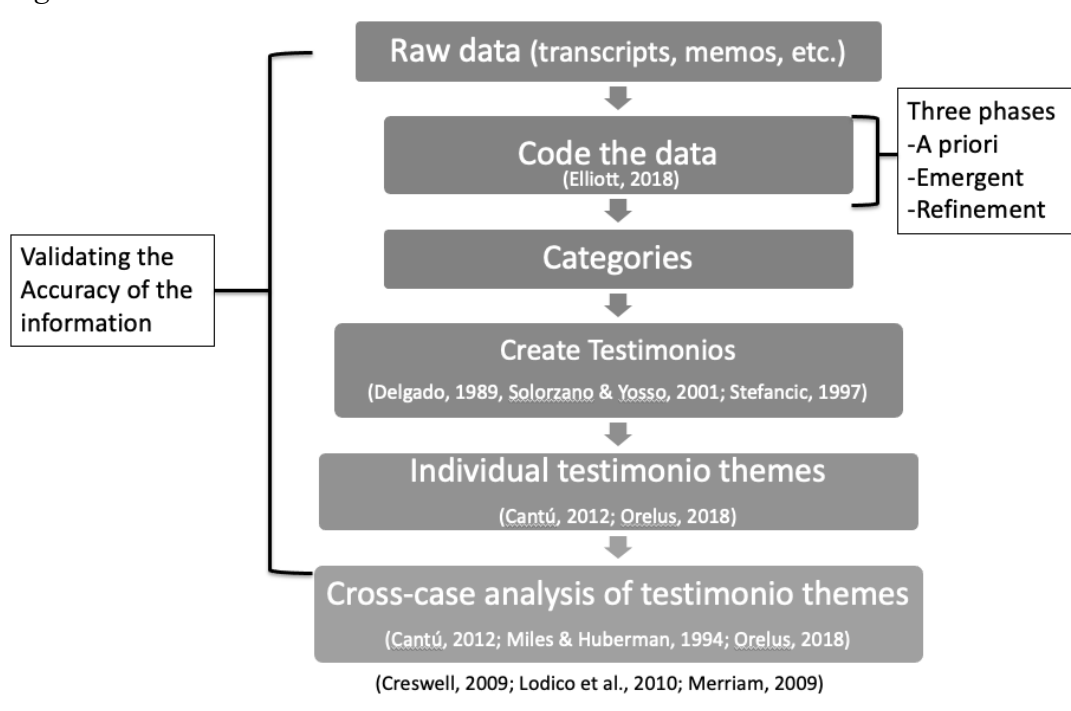 Raw data (transcripts, memos, etc.)
Code the data
(Elliott, 2018)
Three phases
-A priori
-Emergent
-Refinement
Categories
Validating the
Accuracy of the
information
Create Testimonios
(Delgado, 1989, Solorzano & Yosso, 2001; Stefancic, 1997)
Individual testimonio themes
(Cantú, 2012; Orelus, 2018)
Cross-case analysis of testimonio themes
(Cantú, 2012; Miles & Huberman, 1994; Orelus, 2018)
(Creswell, 2009; Lodico et al., 2010; Merriam, 2009)